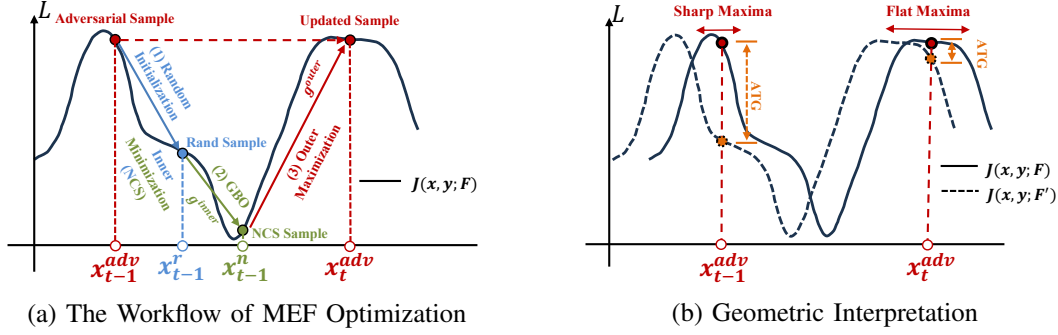 L
Adversarial Sample
Updated Sample
(1) Random
Initialization
g^outer
Rand Sample
(3) Outer
Maximization
Inner
Minimization
(NCS)
(2) GBO
g^inner
J(x, y; F)
NCS Sample
x_{t-1}^{adv}
x_{t-1}^{r}
x_{t-1}^{n}
x_t^{adv}
(a) The Workflow of MEF Optimization
L
Sharp Maxima
Flat Maxima
ATG
ATG
J(x, y; F)
J(x, y; F')
x_{t-1}^{adv}
x_t^{adv}
(b) Geometric Interpretation